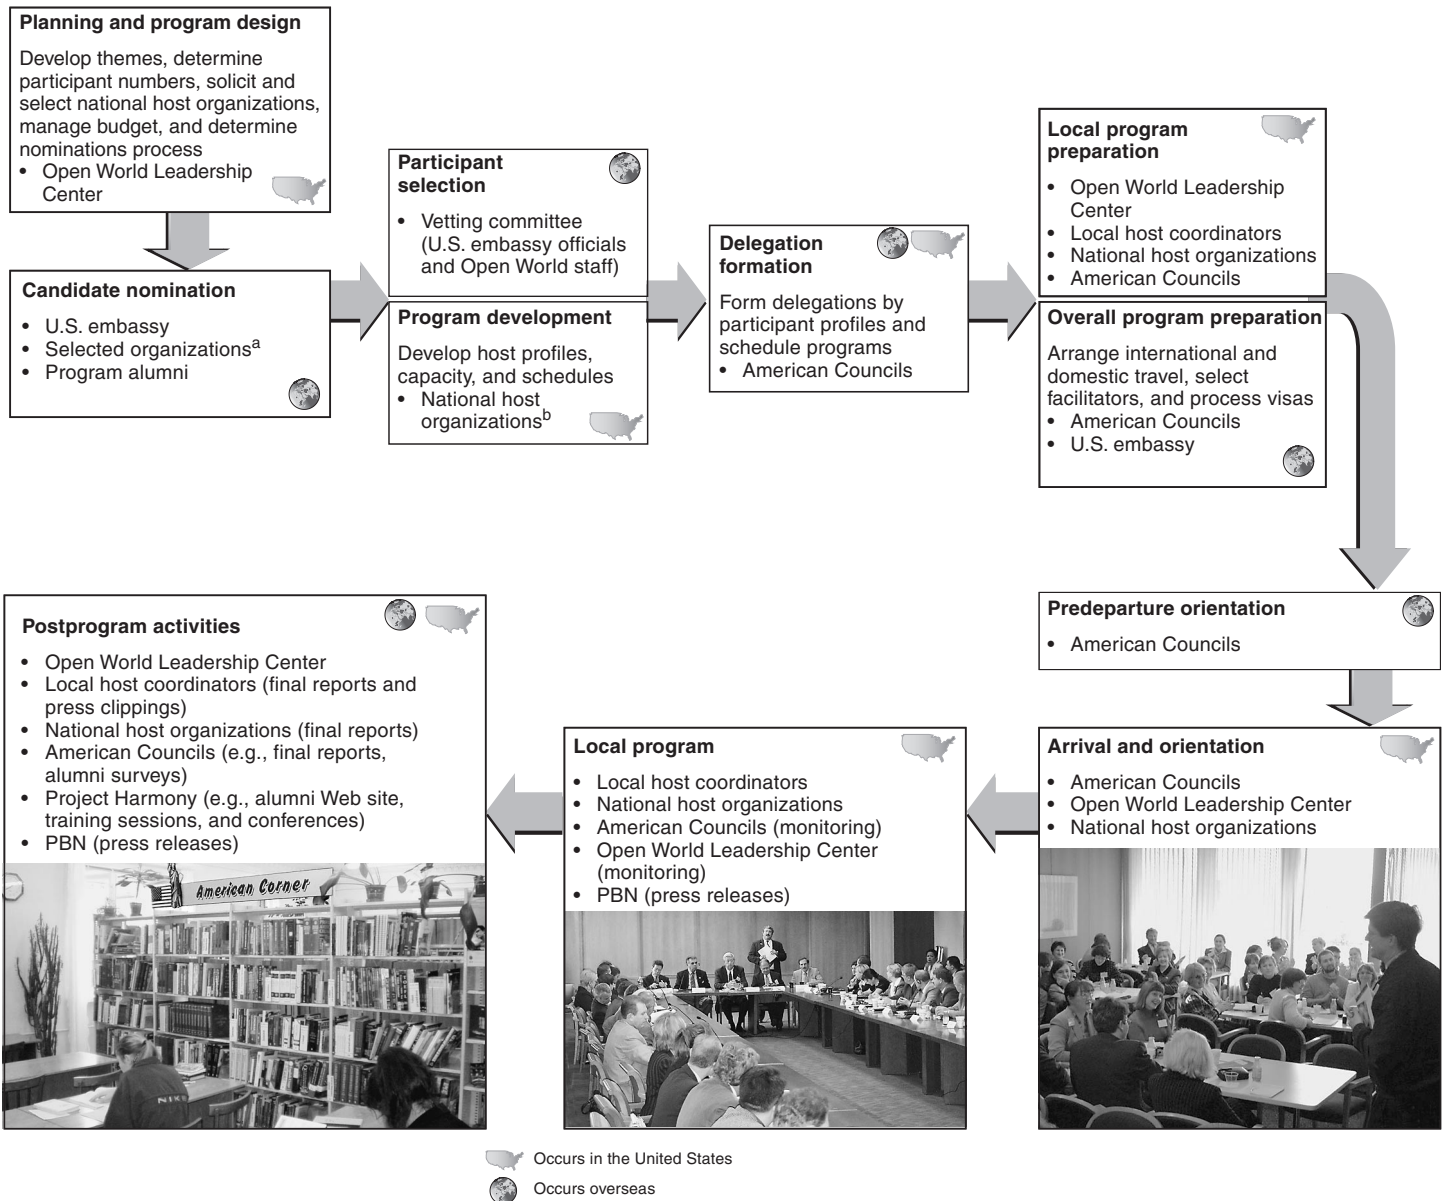 Planning and program design
Develop themes, determine
participant numbers, solicit and
select national host organizations,
manage budget, and determine
nominations process
• Open World Leadership
Center
Candidate nomination
• U.S. embassy
• Selected organizationsa
• Program alumni
Participant
selection
• Vetting committee
(U.S. embassy officials
and Open World staff)
Program development
Develop host profiles,
capacity, and schedules
• National host
organizationsb
Delegation
formation
Form delegations by
participant profiles and
schedule programs
• American Councils
Local program
preparation
• Open World Leadership
Center
• Local host coordinators
• National host organizations
• American Councils
Overall program preparation
Arrange international and
domestic travel, select
facilitators, and process visas
• American Councils
• U.S. embassy
Predeparture orientation
• American Councils
Arrival and orientation
• American Councils
• Open World Leadership Center
• National host organizations
Local program
• Local host coordinators
• National host organizations
• American Councils (monitoring)
• Open World Leadership Center
(monitoring)
• PBN (press releases)
Postprogram activities
• Open World Leadership Center
• Local host coordinators (final reports and
press clippings)
• National host organizations (final reports)
• American Councils (e.g., final reports,
alumni surveys)
• Project Harmony (e.g., alumni Web site,
training sessions, and conferences)
• PBN (press releases)
American Corner
NIKE
Occurs in the United States
Occurs overseas